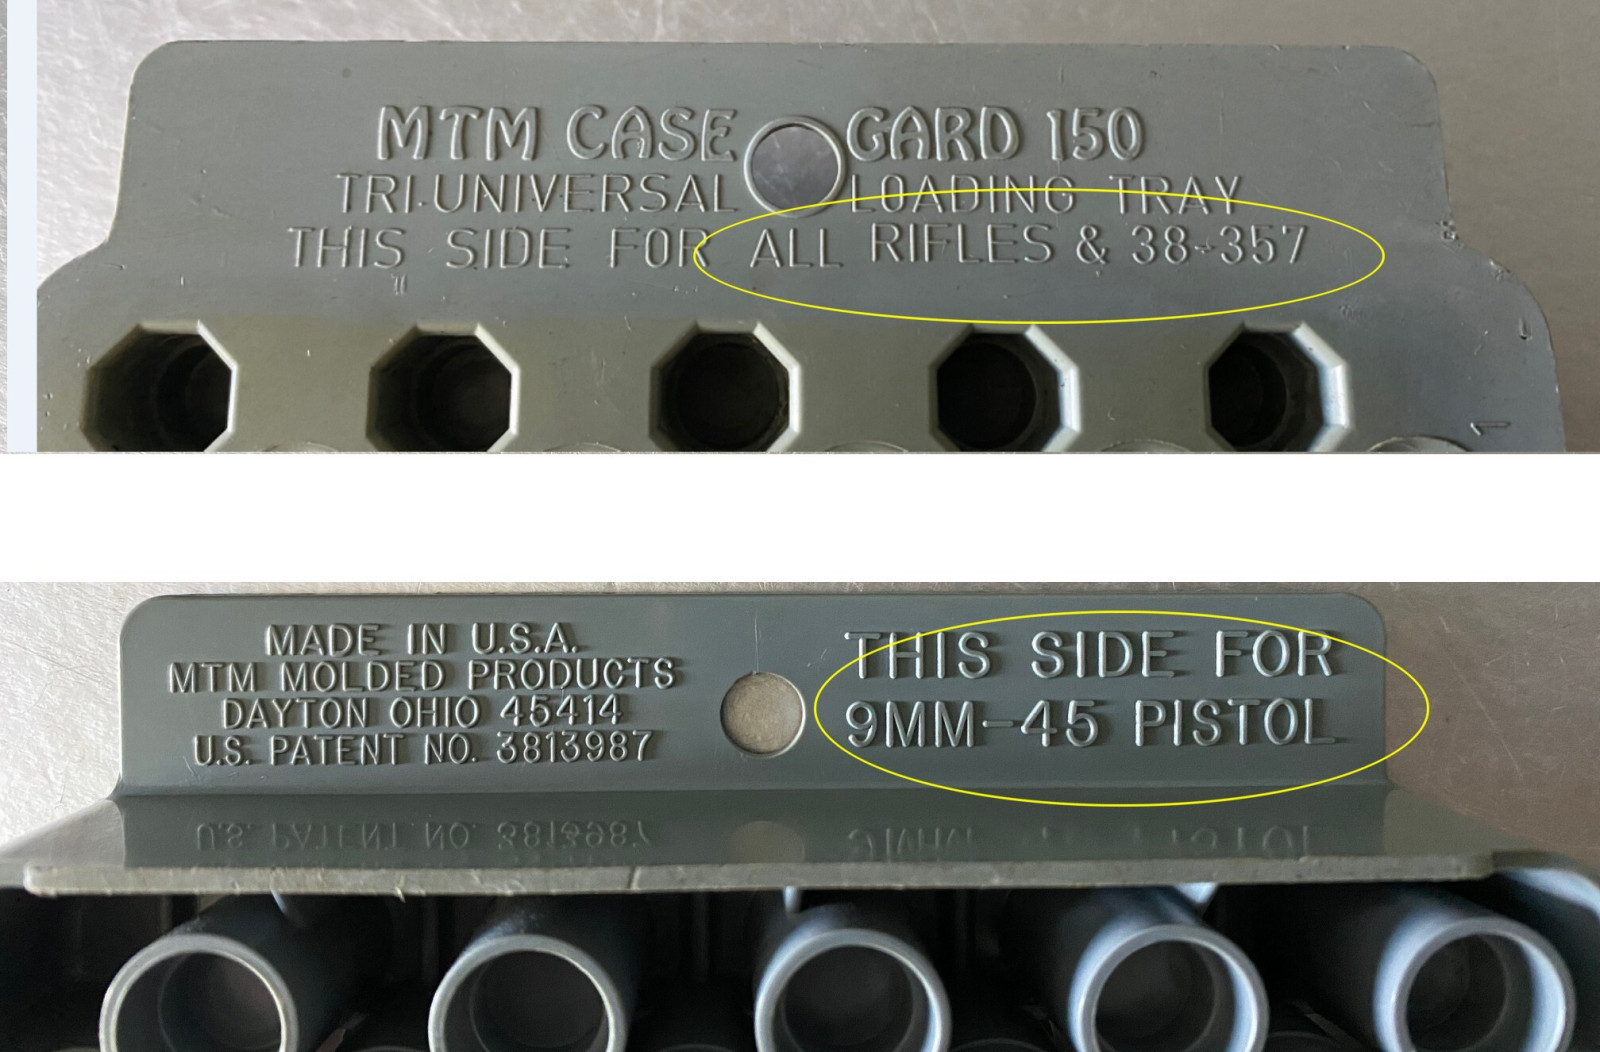 MTM CASE GARD 150
TRI-UNIVERSAL LOADING TRAY
THIS SIDE FOR ALL RIFLES & 38-357
1
MADE IN U.S.A.
MTM MOLDED PRODUCTS
DAYTON OHIO 45414
U.S. PATENT NO. 3813987
THIS SIDE FOR
9MM-45 PISTOL